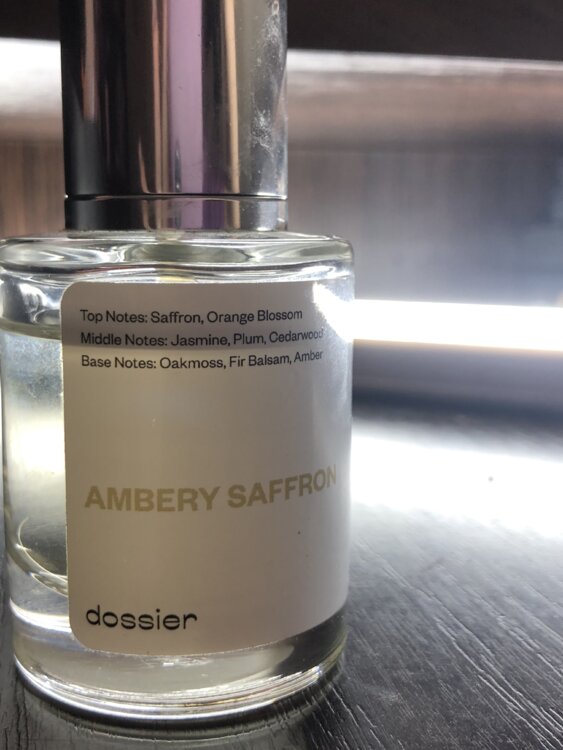 Top Notes: Saffron, Orange Blossom
Middle Notes: Jasmine, Plum, Cedarwood
Base Notes: Oakmoss, Fir Balsam, Amber
AMBERY SAFFRON
dossier